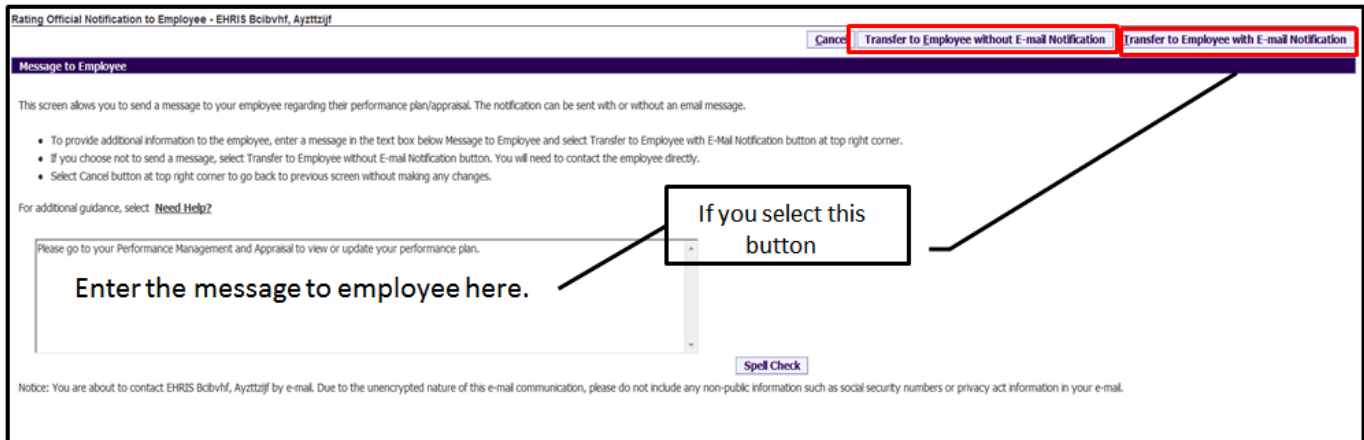 Rating Official Notification to Employee - EHRIS Bcibvhf, Ayzttzijf
Cancel Transfer to Employee without E-mail Notification Transfer to Employee with E-mail Notification
Message to Employee
This screen allows you to send a message to your employee regarding their performance plan/appraisal. The notification can be sent with or without an email message.
• To provide additional information to the employee, enter a message in the text box below Message to Employee and select Transfer to Employee with E-Mail Notification button at top right corner.
• If you choose not to send a message, select Transfer to Employee without E-mail Notification button. You will need to contact the employee directly.
• Select Cancel button at top right corner to go back to previous screen without making any changes.
For additional guidance, select Need Help?
If you select this
button
Please go to your Performance Management and Appraisal to view or update your performance plan.
Enter the message to employee here.
Spell Check
Notice: You are about to contact EHRIS Bcibvhf, Ayzttzijf by e-mail. Due to the unencrypted nature of this e-mail communication, please do not include any non-public information such as social security numbers or privacy act information in your e-mail.